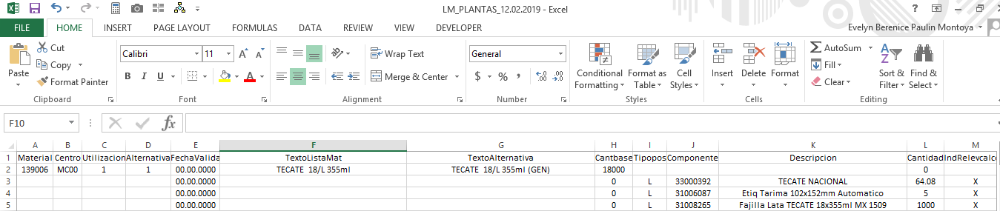 LM_PLANTAS_12.02.2019 - Excel
FILE HOME INSERT PAGE LAYOUT FORMULAS DATA REVIEW VIEW DEVELOPER Evelyn Berenice Paulin Montoya
Paste Cut Copy Format Painter
Calibri 11
B I U
Wrap Text
Merge & Center
General
$ % ,
Conditional Formatting Format as Table Cell Styles
Insert Delete Format
AutoSum Fill Clear
Sort & Filter Find & Select
Clipboard Font Alignment Number Styles Cells Editing
F10 fx
A B C D E F G H I J K L M
1 Material Centro Utilizacion Alternativa FechaValida TextoListaMat TextoAlternativa Cantbase Tipopos Componente Descripcion Cantidad IndRelevcalc
2 139006 MC00 1 1 00.00.0000 TECATE 18/L 355ml TECATE 18/L 355ml (GEN) 18000 0
3 00.00.0000 0 L 33000392 TECATE NACIONAL 64.08 X
4 00.00.0000 0 L 31006087 Etiq Tarima 102x152mm Automatico 5 X
5 00.00.0000 0 L 31008265 Fajilla Lata TECATE 18x355ml MX 1509 1000 X